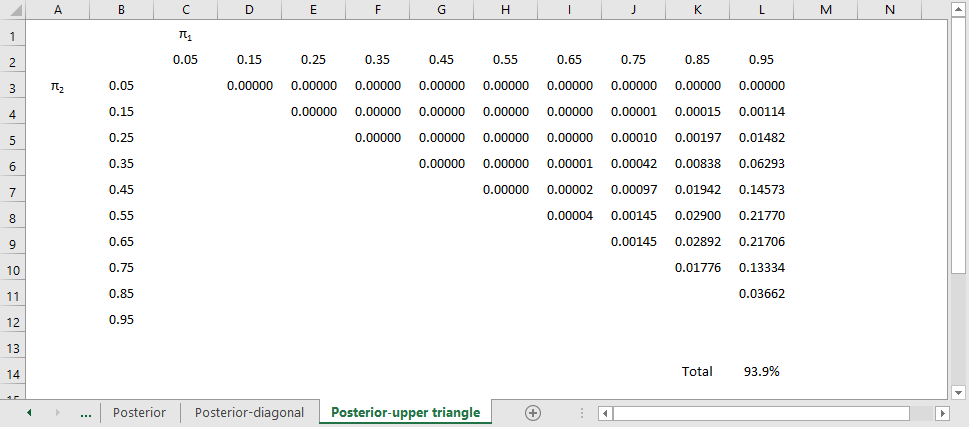 A B C D E F G H I J K L M N
1 π₁
2 0.05 0.15 0.25 0.35 0.45 0.55 0.65 0.75 0.85 0.95
3 π₂ 0.05 0.00000 0.00000 0.00000 0.00000 0.00000 0.00000 0.00000 0.00000 0.00000
4 0.15 0.00000 0.00000 0.00000 0.00000 0.00000 0.00001 0.00015 0.00114
5 0.25 0.00000 0.00000 0.00000 0.00000 0.00010 0.00197 0.01482
6 0.35 0.00000 0.00000 0.00001 0.00042 0.00838 0.06293
7 0.45 0.00000 0.00002 0.00097 0.01942 0.14573
8 0.55 0.00004 0.00145 0.02900 0.21770
9 0.65 0.00145 0.02892 0.21706
10 0.75 0.01776 0.13334
11 0.85 0.03662
12 0.95
13
14 Total 93.9%
15
... Posterior Posterior-diagonal Posterior-upper triangle